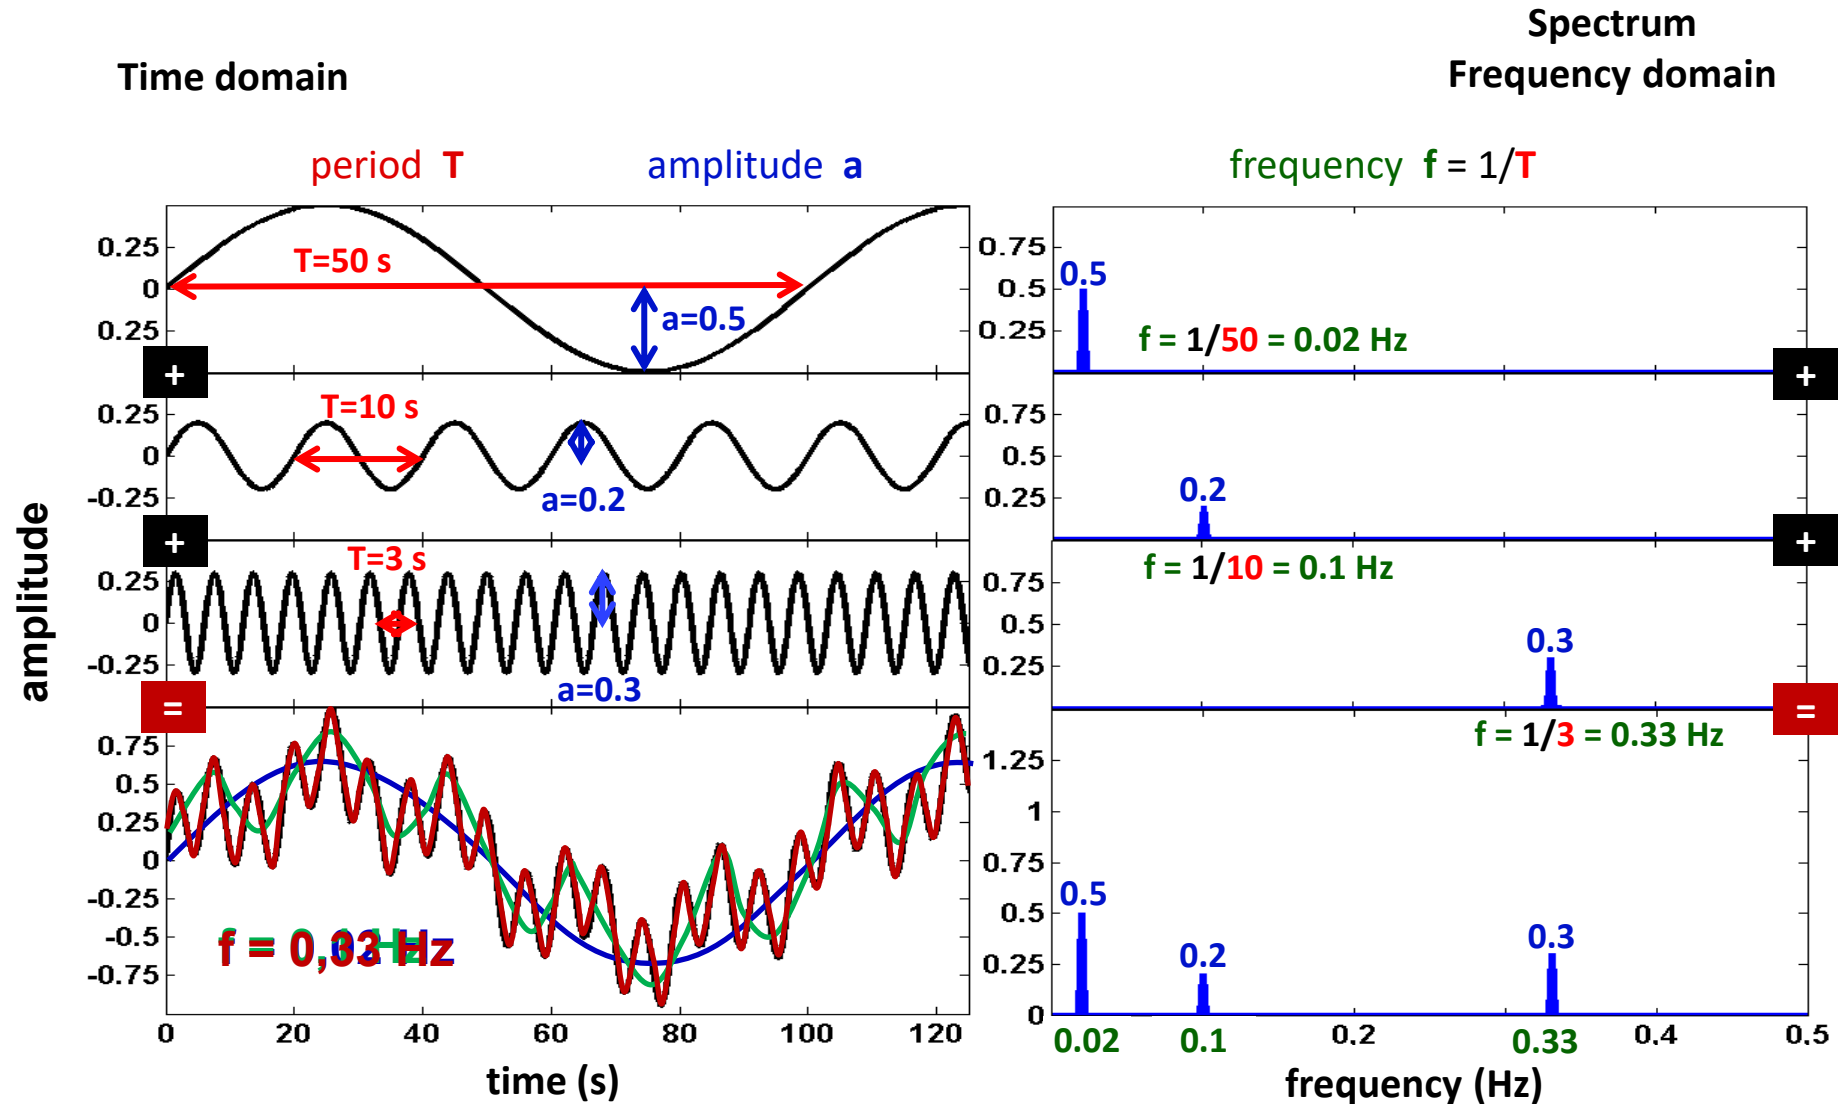 Spectrum
Time domain
Frequency domain
period T
amplitude a
frequency f = 1/T
0.25
0
0.25
T=50 s
a=0.5
0.75
0.5
0.25
0.5
f = 1/50 = 0.02 Hz
+
+
0.25
0
-0.25
T=10 s
a=0.2
0.75
0.5
0.25
0.2
+
+
0.25
0
-0.25
T=3 s
a=0.3
f = 1/10 = 0.1 Hz
0.75
0.5
0.25
0.3
=
=
f = 1/3 = 0.33 Hz
amplitude
0.75
0.5
0.25
0
-0.25
-0.5
-0.75
f = 0,33 Hz
0 20 40 60 80 100 120
time (s)
1.25
1
0.75
0.5
0.25
0
0.5
0.2
0.3
0.02 0.1 0.2 0.33 0.4 0.5
frequency (Hz)